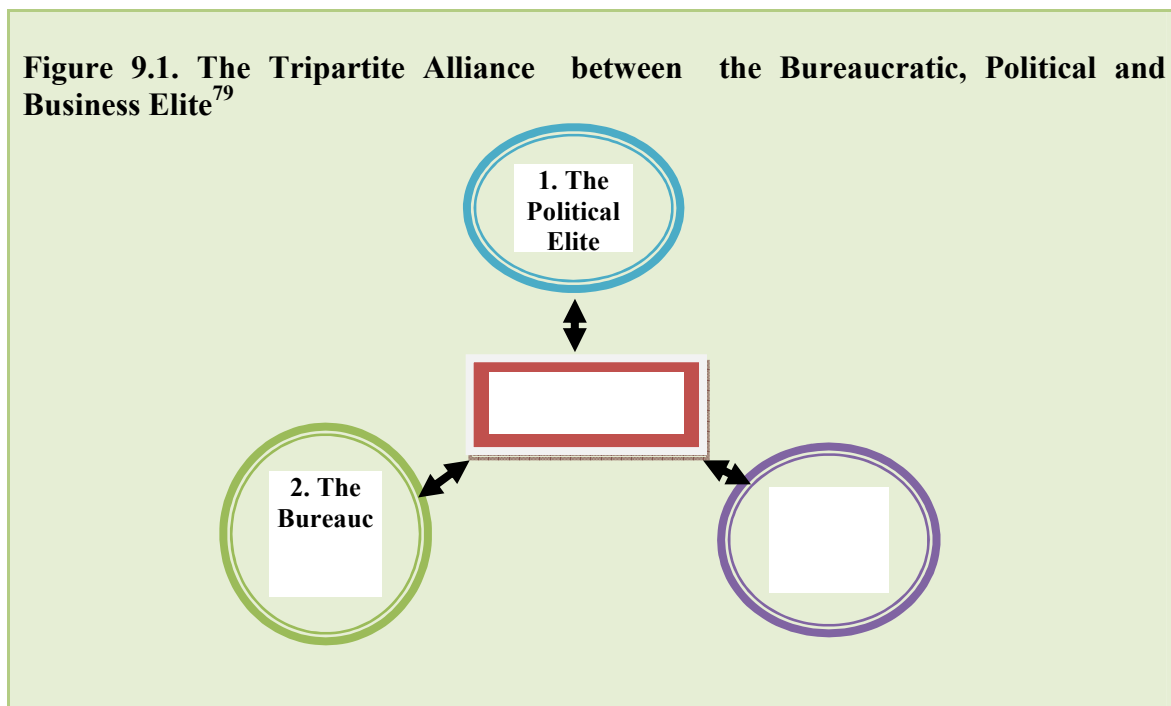 Figure 9.1. The Tripartite Alliance between the Bureaucratic, Political and
Business Elite79
1. The
Political
Elite
2. The
Bureauc